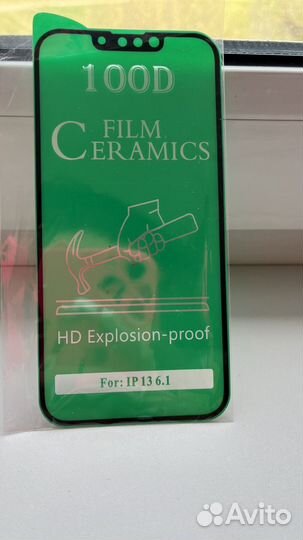 100D
FILM
CERAMICS
HD Explosion-proof
For: IP 13 6.1
Avito